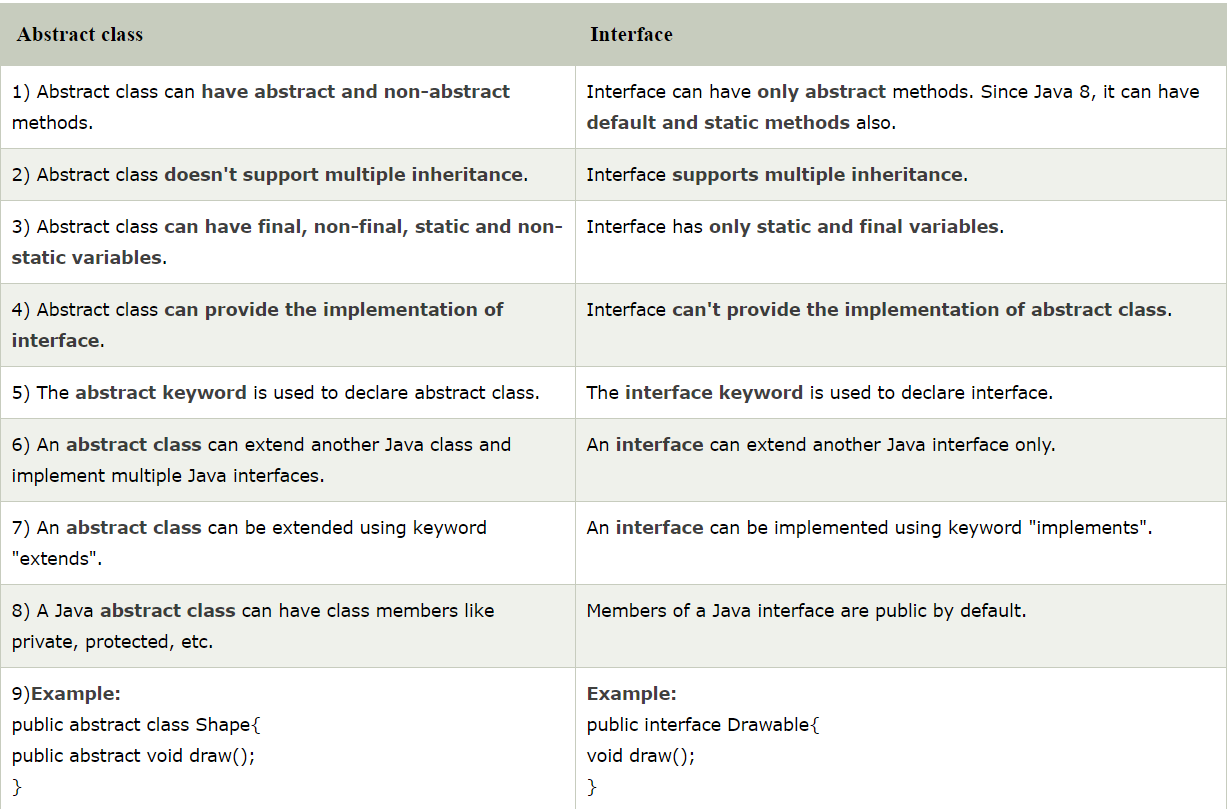 Abstract class
Interface
1) Abstract class can have abstract and non-abstract
methods.
Interface can have only abstract methods. Since Java 8, it can have
default and static methods also.
2) Abstract class doesn't support multiple inheritance.
Interface supports multiple inheritance.
3) Abstract class can have final, non-final, static and non-
static variables.
Interface has only static and final variables.
4) Abstract class can provide the implementation of
interface.
Interface can't provide the implementation of abstract class.
5) The abstract keyword is used to declare abstract class.
The interface keyword is used to declare interface.
6) An abstract class can extend another Java class and
implement multiple Java interfaces.
An interface can extend another Java interface only.
7) An abstract class can be extended using keyword
"extends".
An interface can be implemented using keyword "implements".
8) A Java abstract class can have class members like
private, protected, etc.
Members of a Java interface are public by default.
9)Example:
public abstract class Shape{
public abstract void draw();
}
Example:
public interface Drawable{
void draw();
}